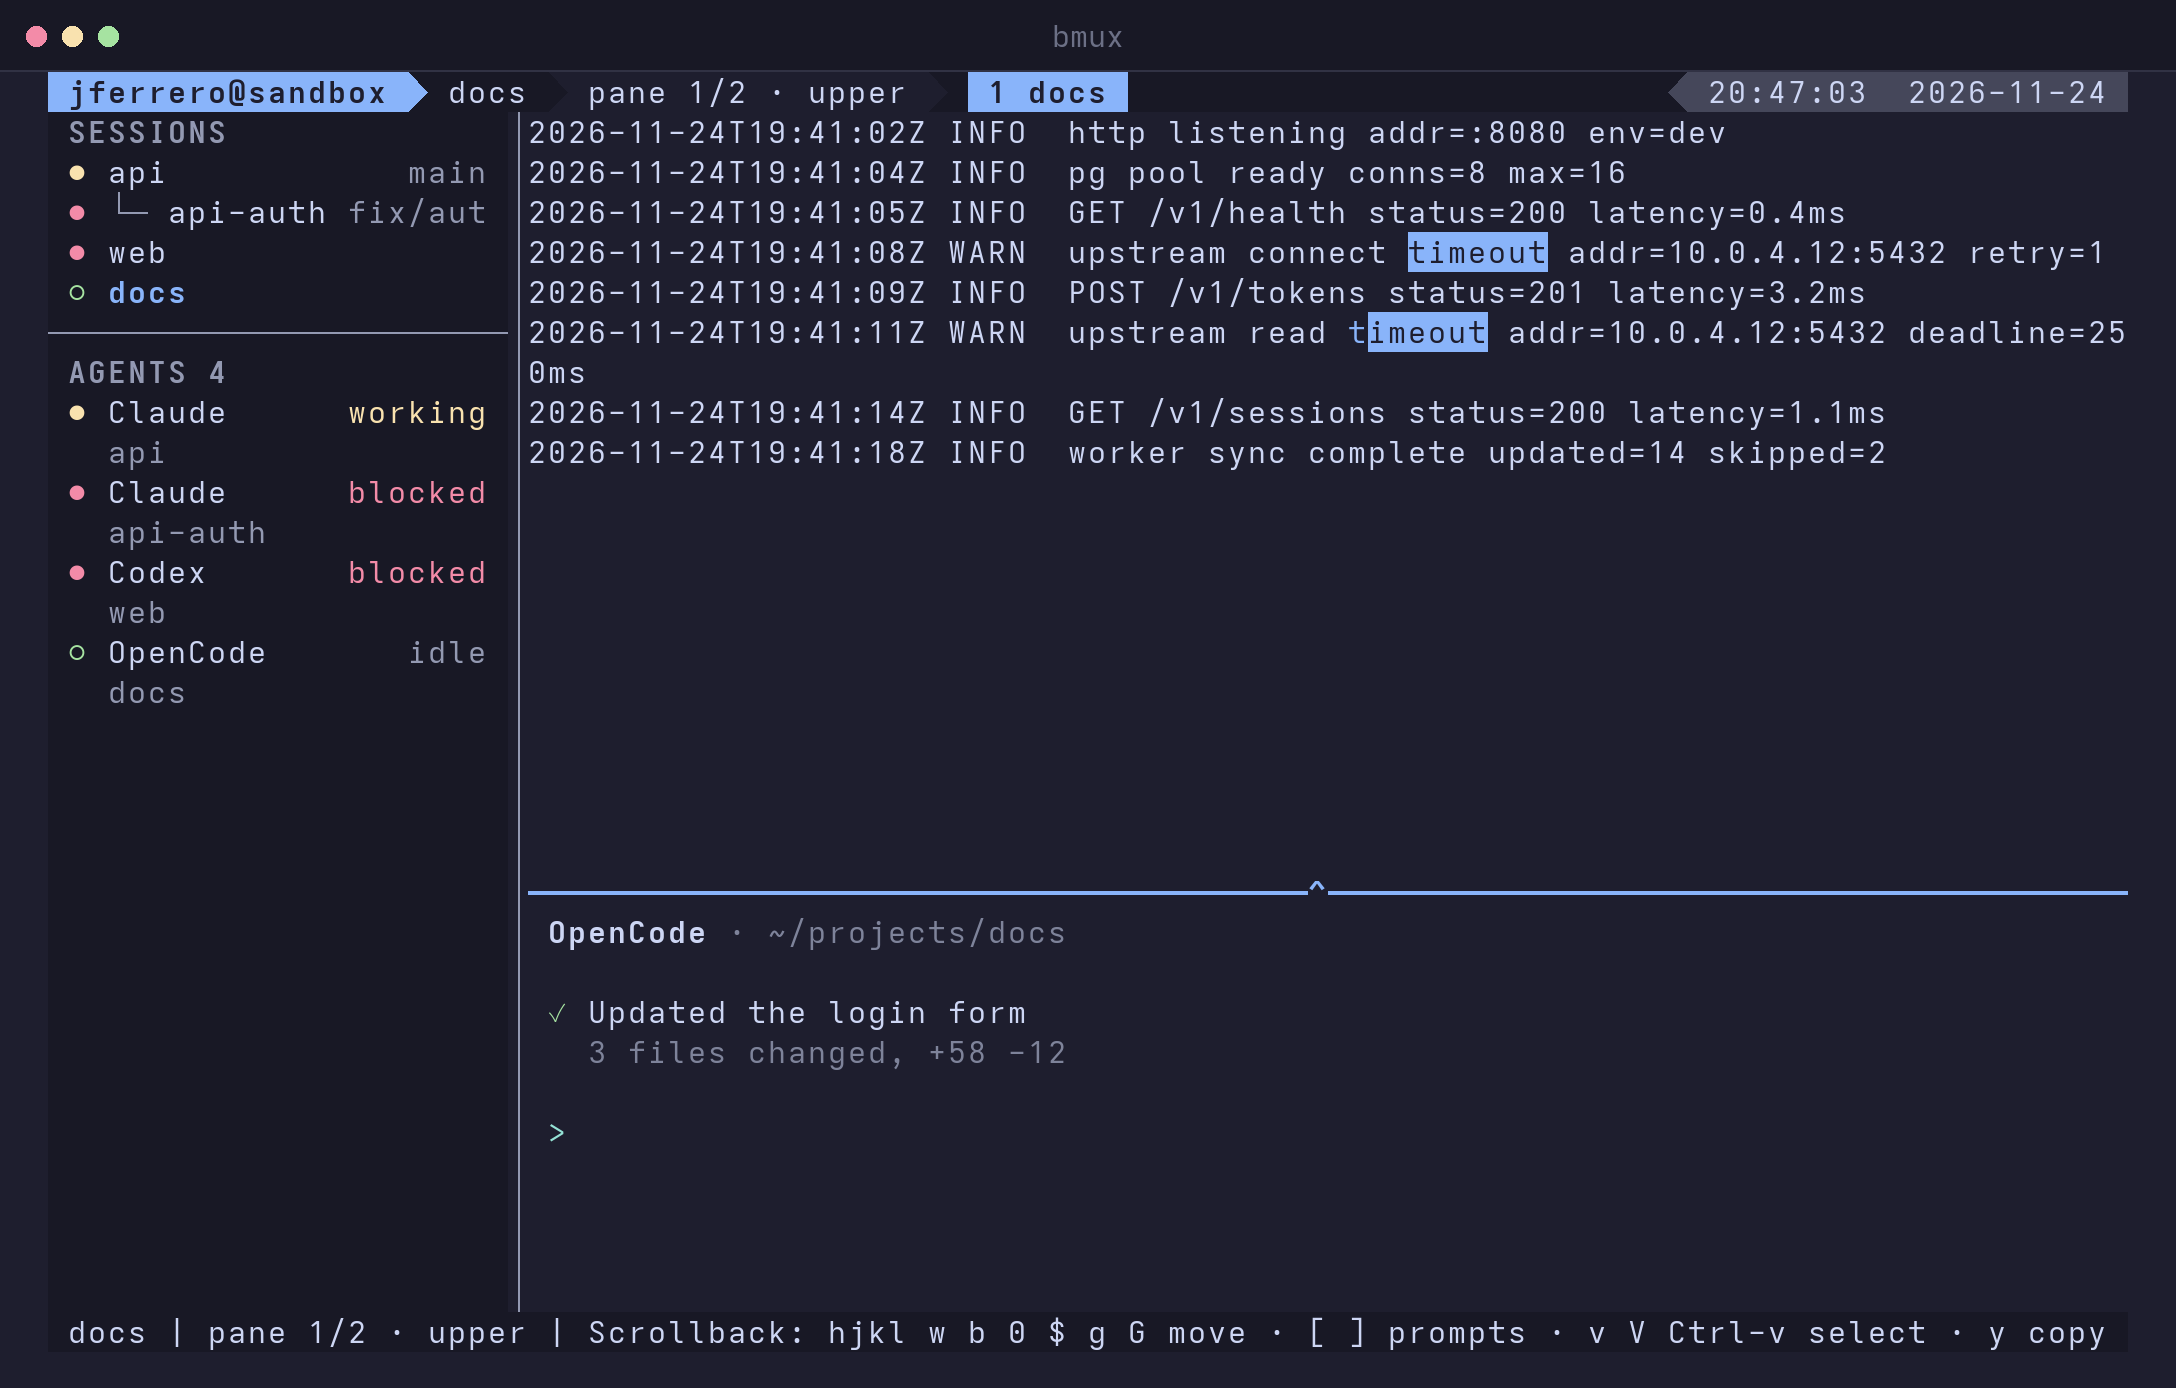 bmux
jferrero@sandbox docs pane 1/2 · upper 1 docs 20:47:03 2026-11-24
SESSIONS
● api main
● └─ api-auth fix/aut
● web
○ docs
AGENTS 4
● Claude working
api
● Claude blocked
api-auth
● Codex blocked
web
○ OpenCode idle
docs
2026-11-24T19:41:02Z INFO  http listening addr=:8080 env=dev
2026-11-24T19:41:04Z INFO  pg pool ready conns=8 max=16
2026-11-24T19:41:05Z INFO  GET /v1/health status=200 latency=0.4ms
2026-11-24T19:41:08Z WARN  upstream connect timeout addr=10.0.4.12:5432 retry=1
2026-11-24T19:41:09Z INFO  POST /v1/tokens status=201 latency=3.2ms
2026-11-24T19:41:11Z WARN  upstream read timeout addr=10.0.4.12:5432 deadline=25
0ms
2026-11-24T19:41:14Z INFO  GET /v1/sessions status=200 latency=1.1ms
2026-11-24T19:41:18Z INFO  worker sync complete updated=14 skipped=2
^
OpenCode · ~/projects/docs
✓ Updated the login form
3 files changed, +58 -12
>
docs | pane 1/2 · upper | Scrollback: hjkl w b 0 $ g G move · [ ] prompts · v V Ctrl-v select · y copy